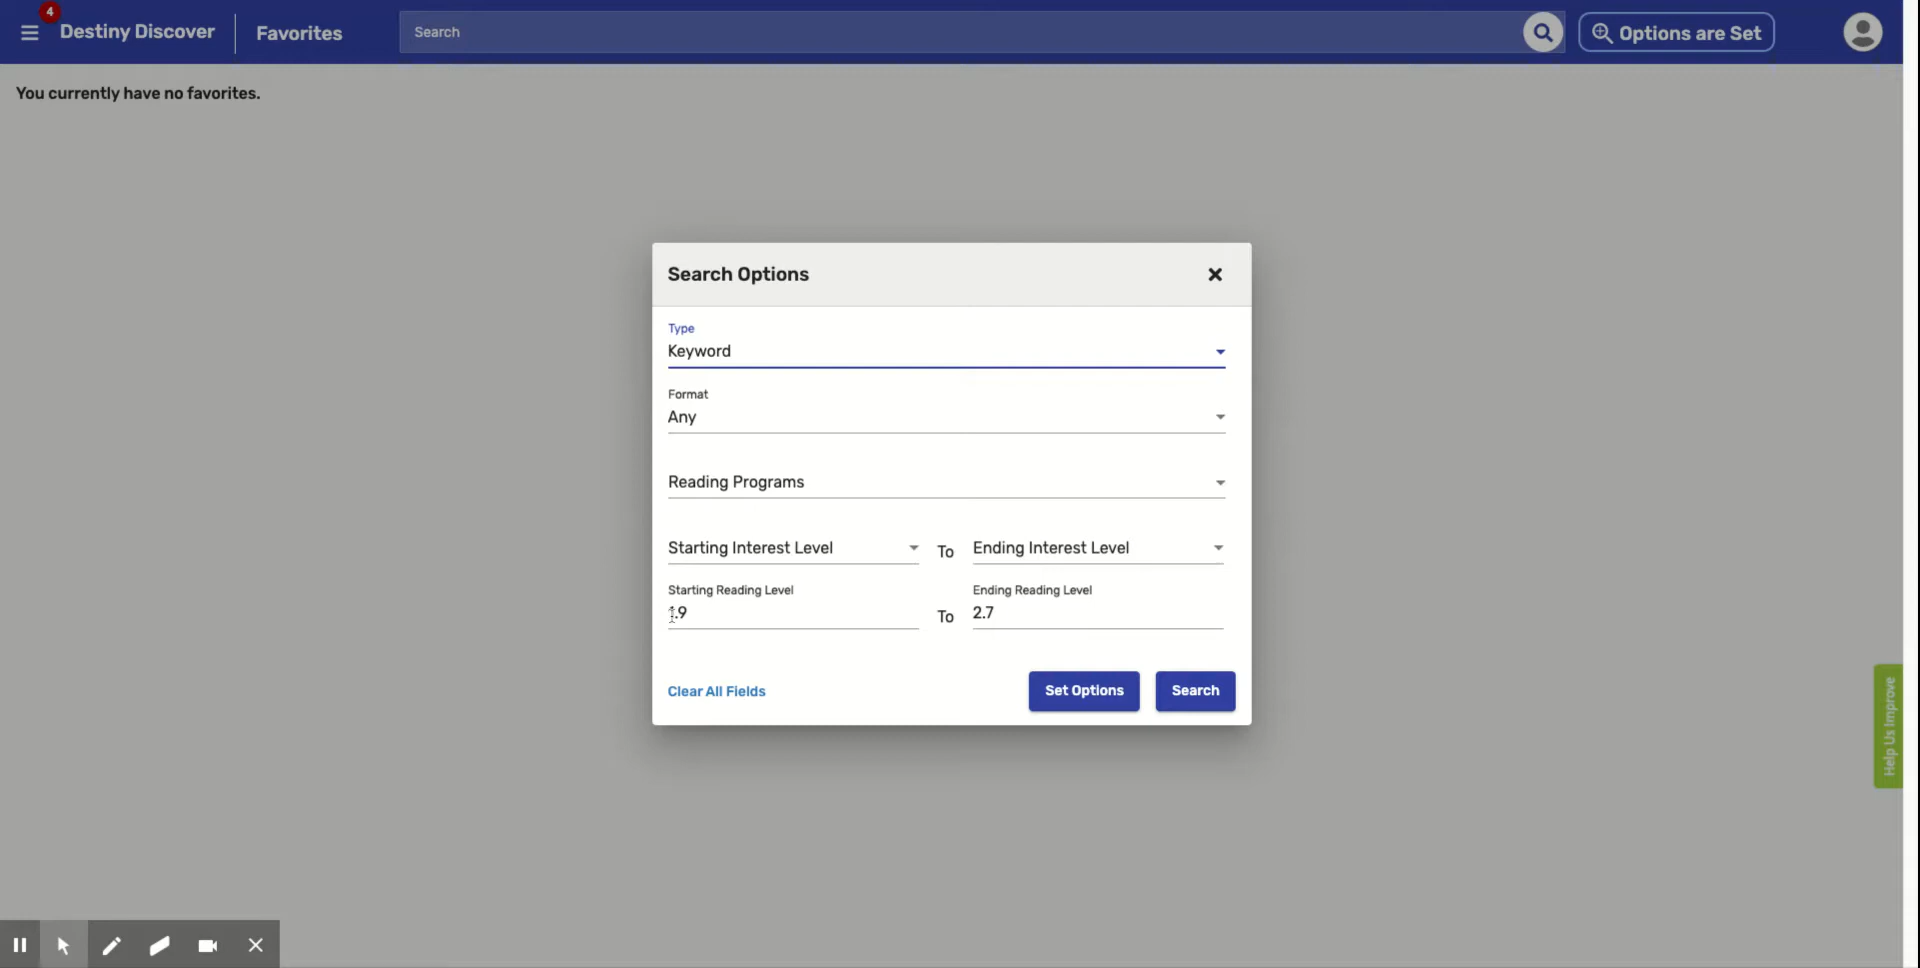 4
Destiny Discover
Favorites
Search
Options are Set
You currently have no favorites.
Search Options
Type
Keyword
Format
Any
Reading Programs
Starting Interest Level To Ending Interest Level
Starting Reading Level Ending Reading Level
.9 To 2.7
Clear All Fields Set Options Search
Help Us Improve